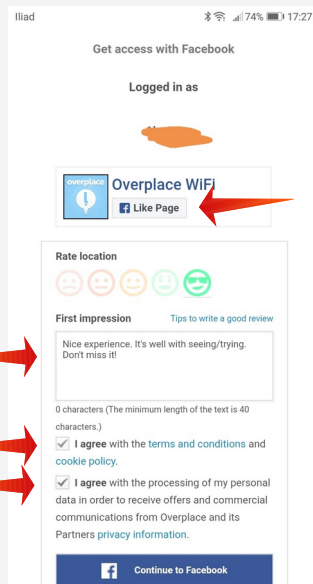 Iliad 74% 17:27
Get access with Facebook
Logged in as
overplace Overplace WiFi
Like Page
Rate location
First impression Tips to write a good review
Nice experience. It's well with seeing/trying.
Don't miss it!
0 characters (The minimum length of the text is 40
characters.)
I agree with the terms and conditions and
cookie policy.
I agree with the processing of my personal
data in order to receive offers and commercial
communications from Overplace and its
Partners privacy information.
Continue to Facebook